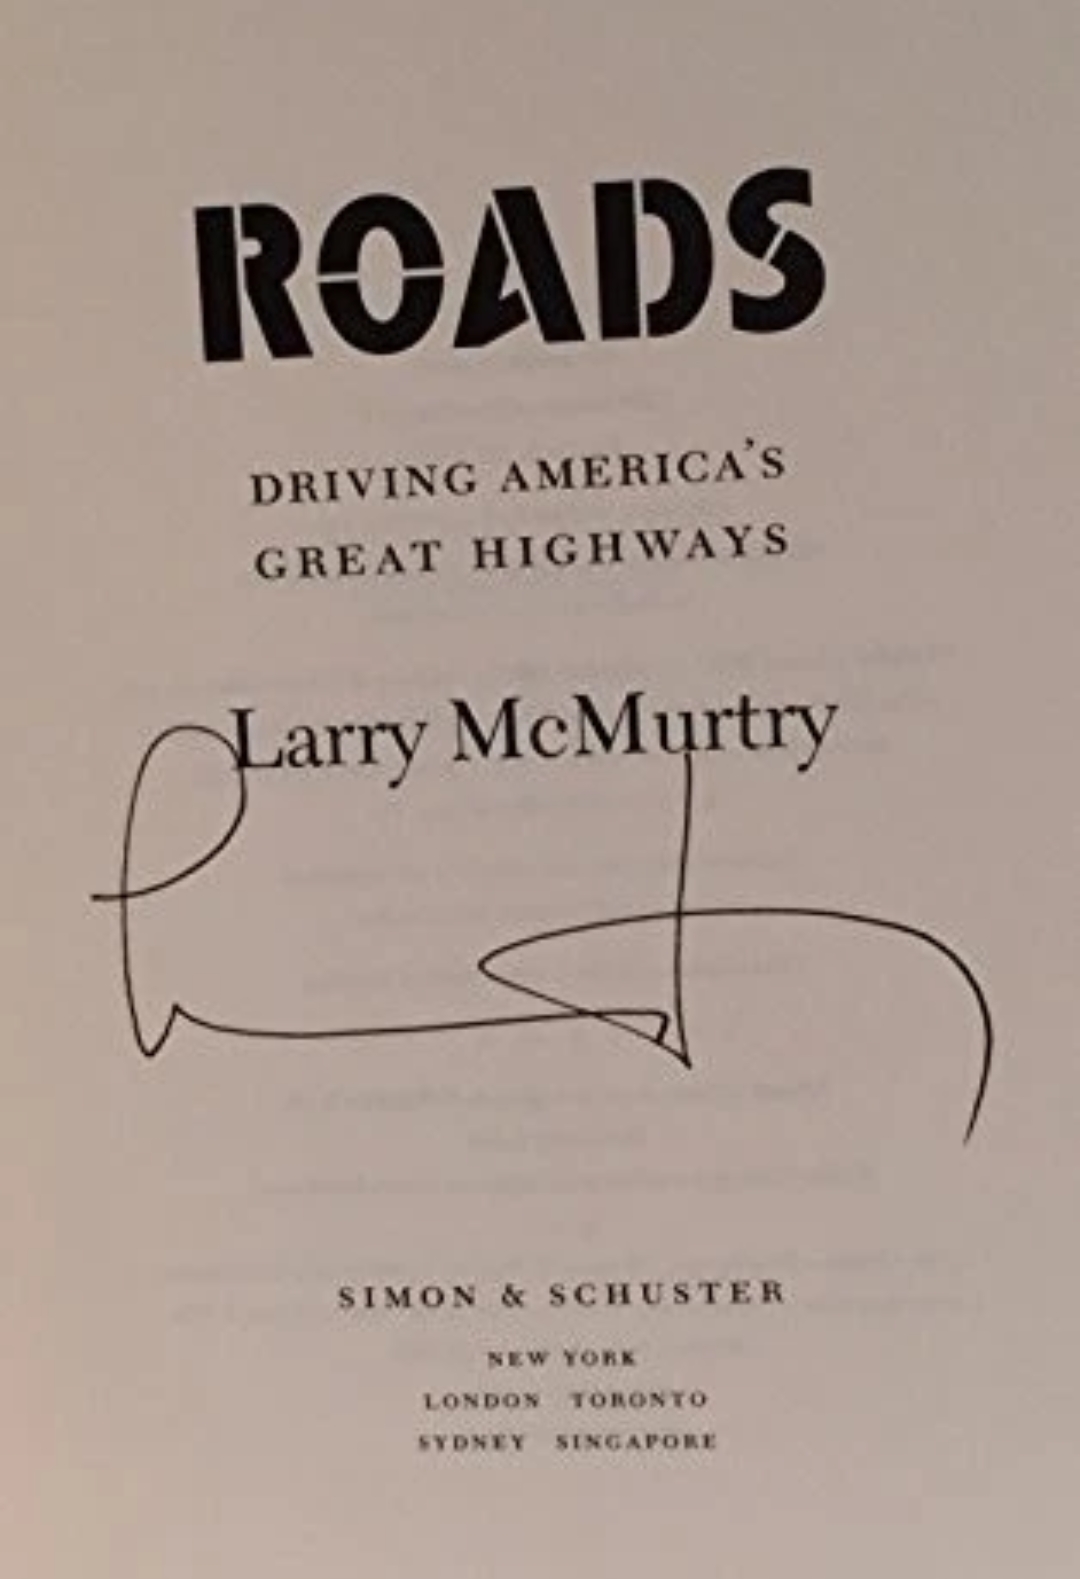 ROADS
DRIVING AMERICA'S
GREAT HIGHWAYS
Larry McMurtry
SIMON & SCHUSTER
NEW YORK
LONDON TORONTO
SYDNEY SINGAPORE